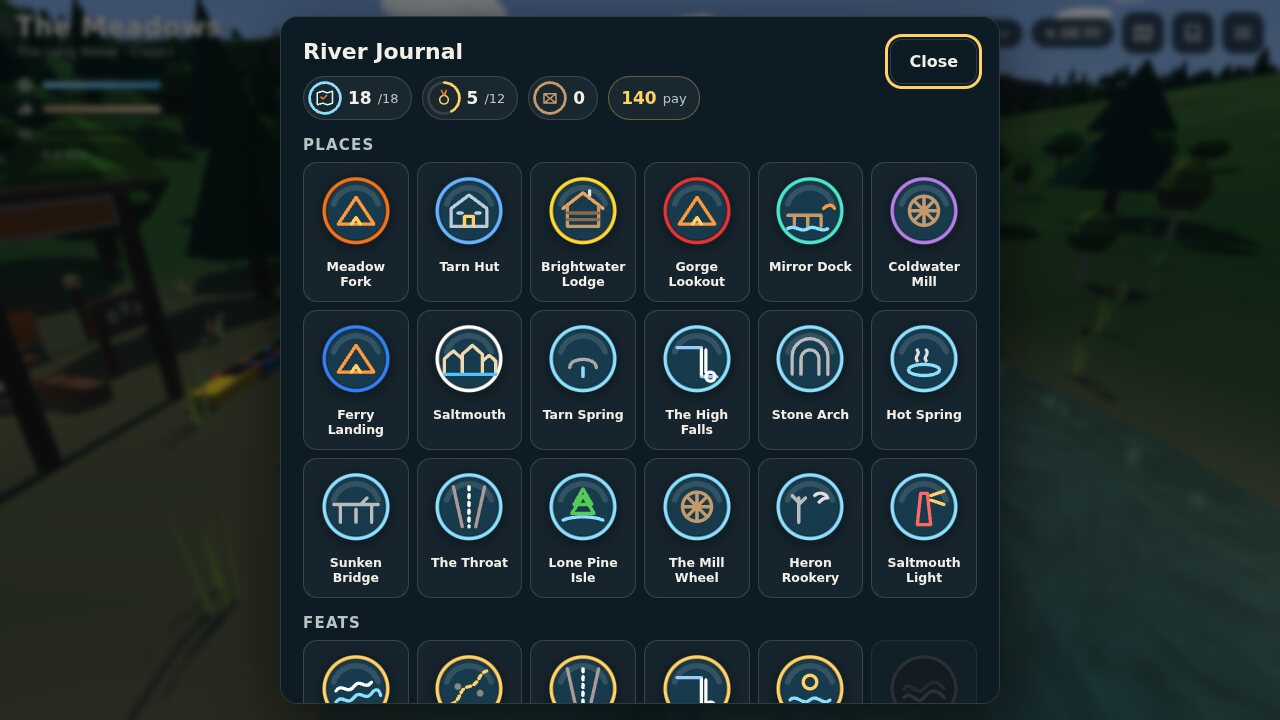 The Meadows
River Journal
Close
18 /18
5 /12
0
140 pay
PLACES
Meadow
Fork
Tarn Hut
Brightwater
Lodge
Gorge
Lookout
Mirror Dock
Coldwater
Mill
Ferry
Landing
Saltmouth
Tarn Spring
The High
Falls
Stone Arch
Hot Spring
Sunken
Bridge
The Throat
Lone Pine
Isle
The Mill
Wheel
Heron
Rookery
Saltmouth
Light
FEATS